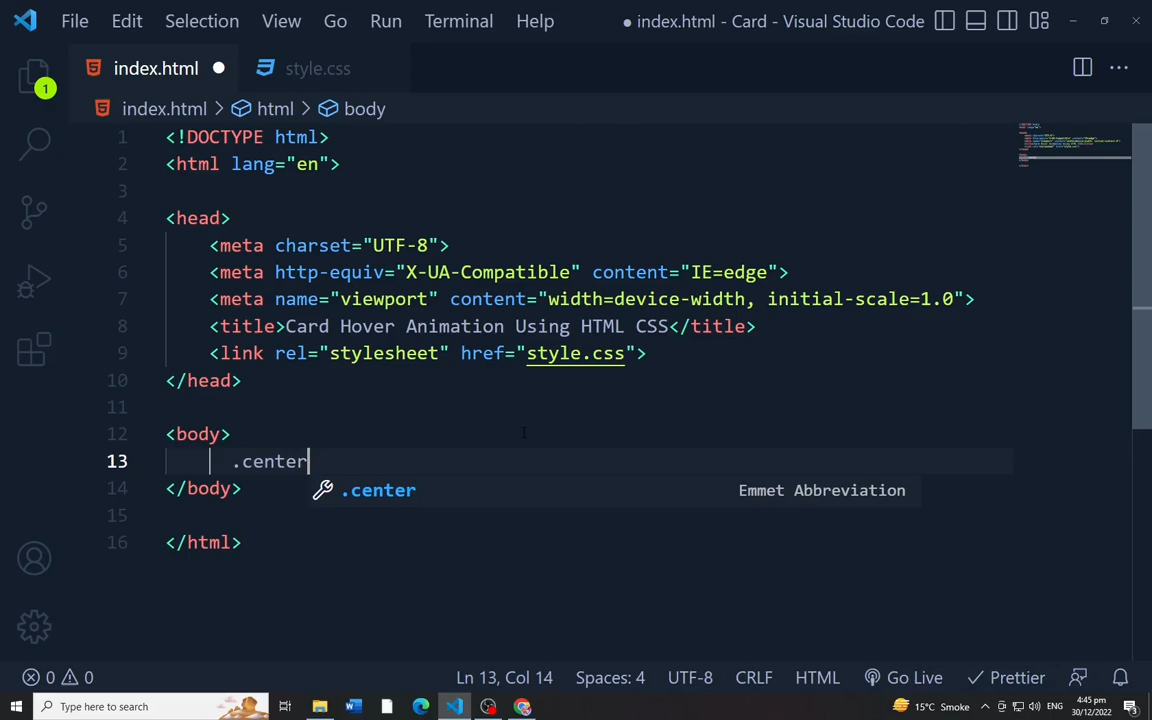 File Edit Selection View Go Run Terminal Help ● index.html - Card - Visual Studio Code
index.html ● style.css
index.html > html > body
1 <!DOCTYPE html>
2 <html lang="en">
3
4 <head>
5 <meta charset="UTF-8">
6 <meta http-equiv="X-UA-Compatible" content="IE=edge">
7 <meta name="viewport" content="width=device-width, initial-scale=1.0">
8 <title>Card Hover Animation Using HTML CSS</title>
9 <link rel="stylesheet" href="style.css">
10 </head>
11
12 <body>
13 .center
14 </body>
.center Emmet Abbreviation
15
16 </html>
1
0 0 Ln 13, Col 14 Spaces: 4 UTF-8 CRLF HTML Go Live Prettier
Type here to search 15°C Smoke ENG 4:45 pm
30/12/2022 3